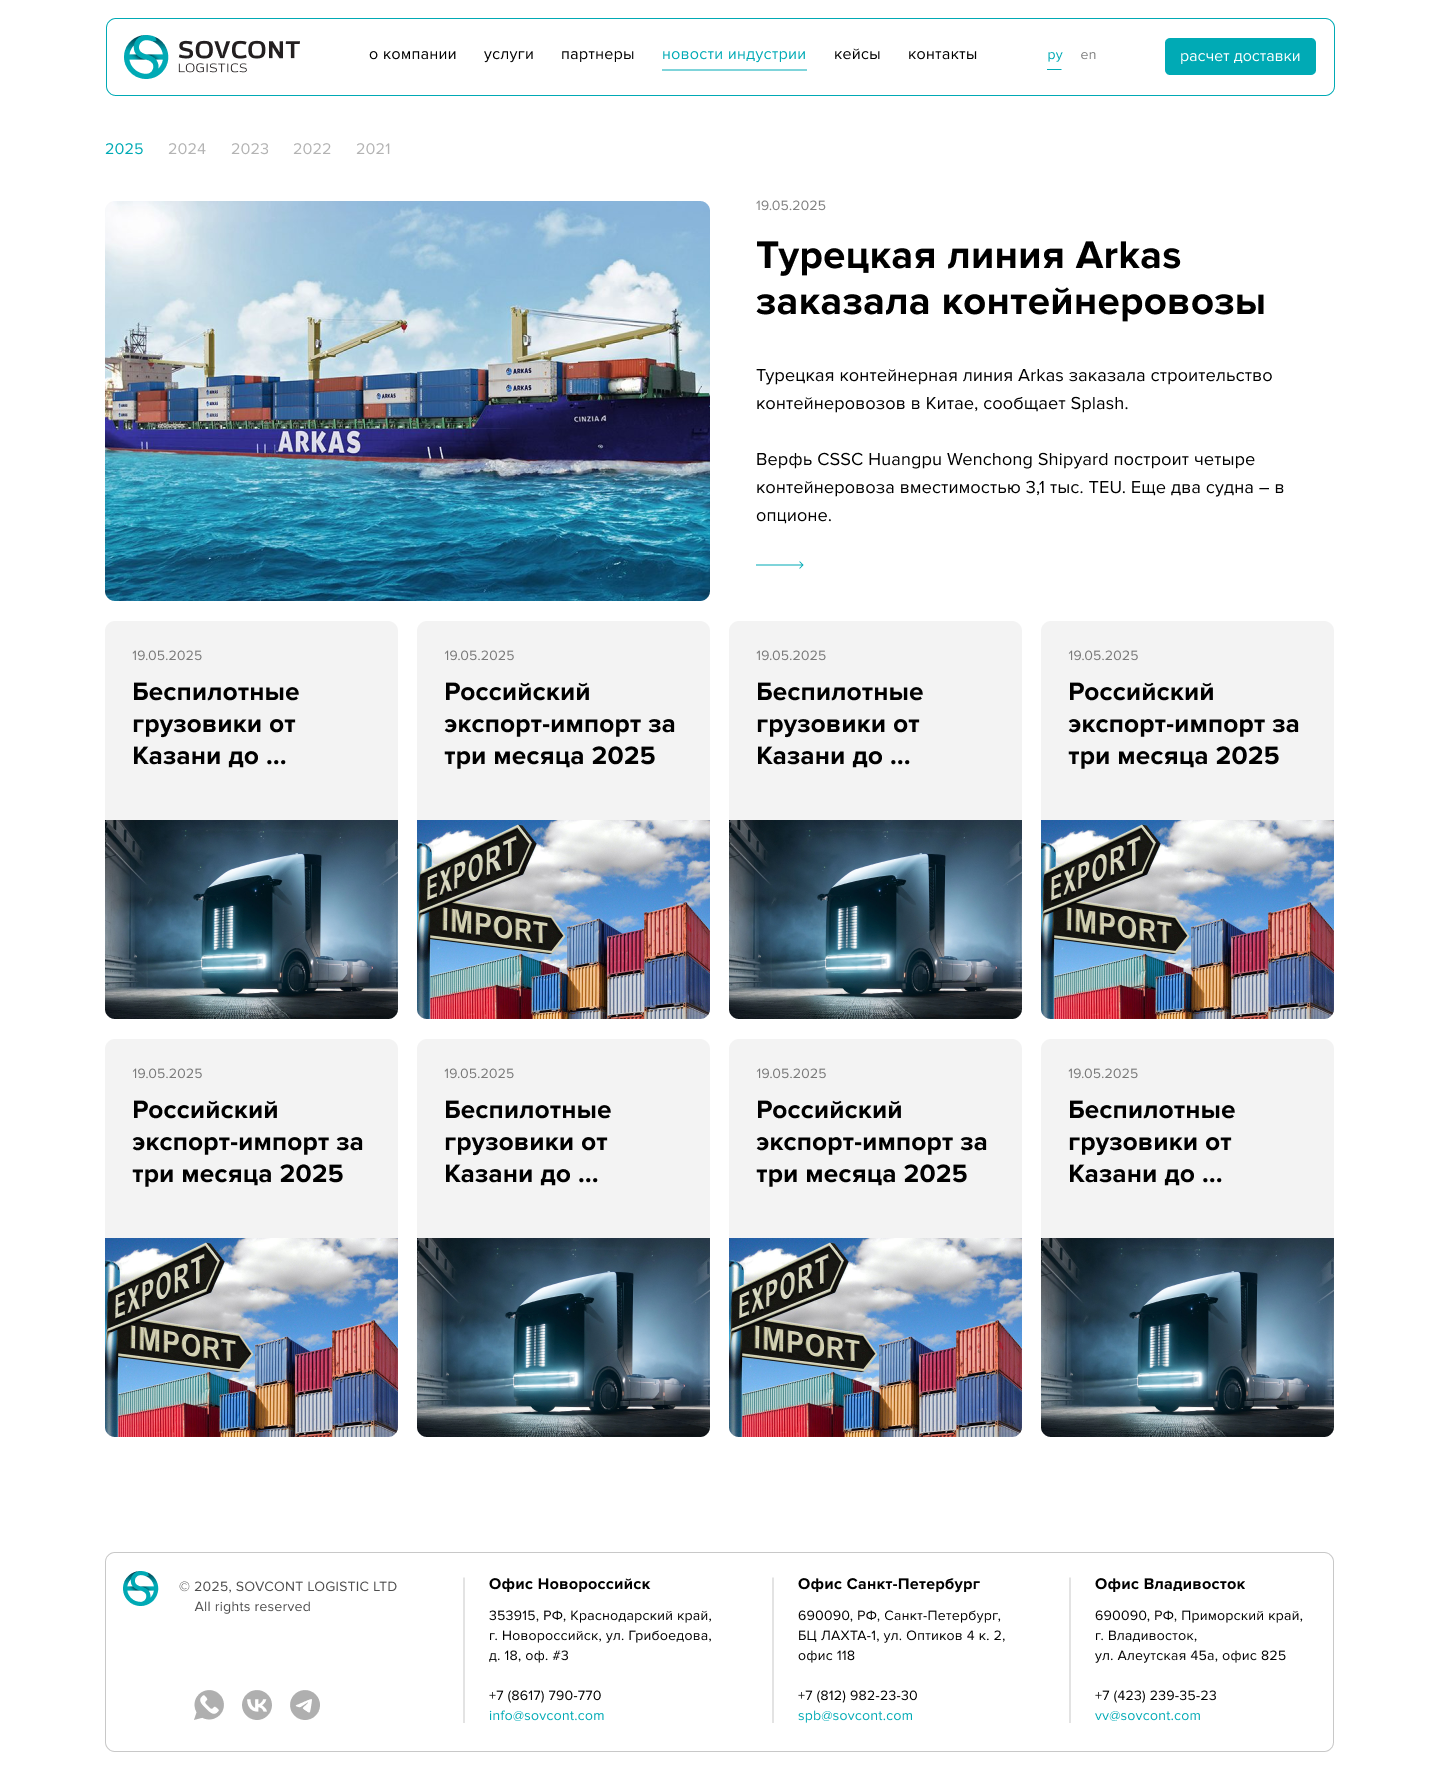 SOVCONT
LOGISTICS
о компании услуги партнеры новости индустрии кейсы контакты
ру en
расчет доставки
2025 2024 2023 2022 2021
19.05.2025
Турецкая линия Arkas
заказала контейнеровозы
Турецкая контейнерная линия Arkas заказала строительство
контейнеровозов в Китае, сообщает Splash.
Верфь CSSC Huangpu Wenchong Shipyard построит четыре
контейнеровоза вместимостью 3,1 тыс. TEU. Еще два судна – в
опционе.
ARKAS
ARKAS
ARKAS
CINZIA A
ARKAS
19.05.2025
Беспилотные
грузовики от
Казани до ...
19.05.2025
Российский
экспорт-импорт за
три месяца 2025
EXPORT
IMPORT
19.05.2025
Беспилотные
грузовики от
Казани до ...
19.05.2025
Российский
экспорт-импорт за
три месяца 2025
EXPORT
IMPORT
19.05.2025
Российский
экспорт-импорт за
три месяца 2025
EXPORT
IMPORT
19.05.2025
Беспилотные
грузовики от
Казани до ...
19.05.2025
Российский
экспорт-импорт за
три месяца 2025
EXPORT
IMPORT
19.05.2025
Беспилотные
грузовики от
Казани до ...
© 2025, SOVCONT LOGISTIC LTD
All rights reserved
Офис Новороссийск
353915, РФ, Краснодарский край,
г. Новороссийск, ул. Грибоедова,
д. 18, оф. #3
+7 (8617) 790-770
info@sovcont.com
Офис Санкт-Петербург
690090, РФ, Санкт-Петербург,
БЦ ЛАХТА-1, ул. Оптиков 4 к. 2,
офис 118
+7 (812) 982-23-30
spb@sovcont.com
Офис Владивосток
690090, РФ, Приморский край,
г. Владивосток,
ул. Алеутская 45а, офис 825
+7 (423) 239-35-23
vv@sovcont.com